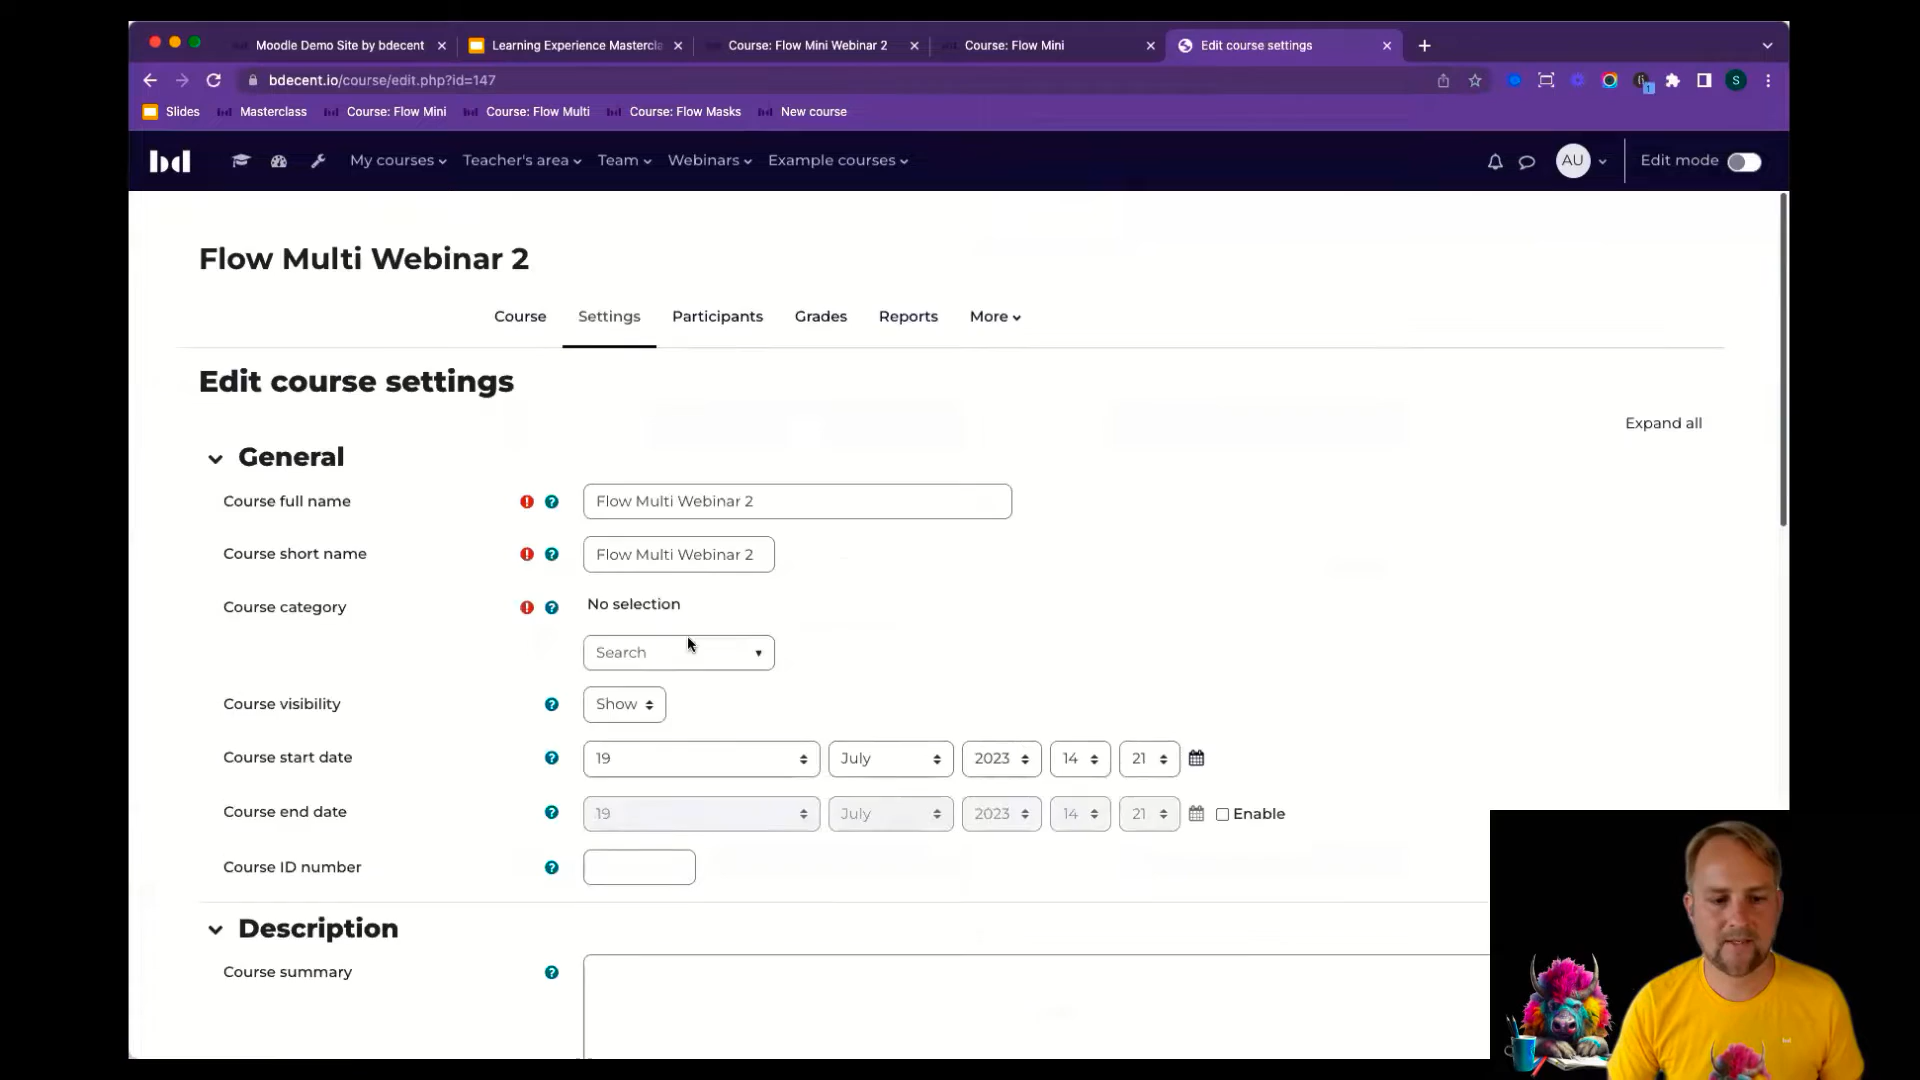 Moodle Demo Site by bdecent
Learning Experience Mastercla
Course: Flow Mini Webinar 2
Course: Flow Mini
Edit course settings
bdecent.io/course/edit.php?id=147
1
S
Slides
Masterclass
Course: Flow Mini
Course: Flow Multi
Course: Flow Masks
New course
bd
My courses
Teacher's area
Team
Webinars
Example courses
AU
Edit mode
Flow Multi Webinar 2
Course
Settings
Participants
Grades
Reports
More
Edit course settings
Expand all
General
Course full name
Flow Multi Webinar 2
Course short name
Flow Multi Webinar 2
Course category
No selection
Search
Course visibility
Show
Course start date
19 July 2023 14 21
Course end date
19 July 2023 14 21 Enable
Course ID number
Description
Course summary